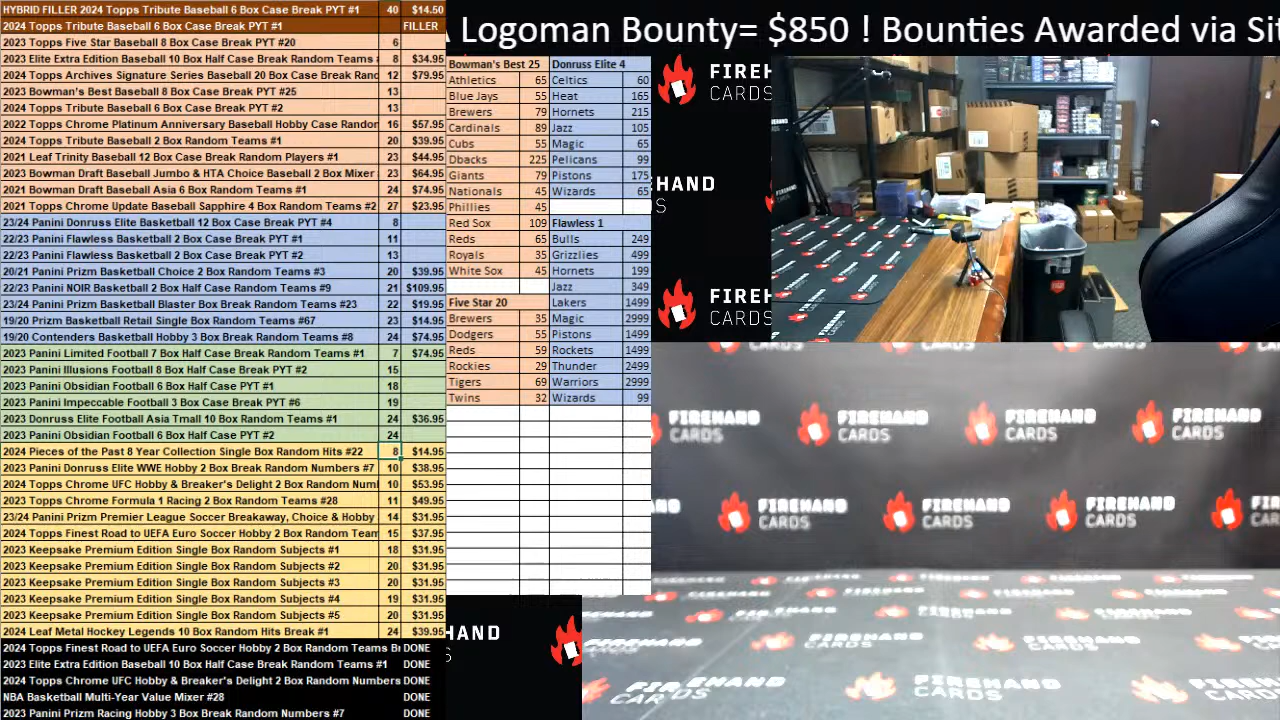 HYBRID FILLER 2024 Topps Tribute Baseball 6 Box Case Break PYT #1 40 $14.50
2024 Topps Tribute Baseball 6 Box Case Break PYT #1 FILLER
2023 Topps Five Star Baseball 8 Box Case Break PYT #20 6
2023 Elite Extra Edition Baseball 10 Box Half Case Break Random Teams 8 $34.95
2024 Topps Archives Signature Series Baseball 20 Box Case Break Rand 12 $79.95
2023 Bowman's Best Baseball 8 Box Case Break PYT #25 13
2024 Topps Tribute Baseball 6 Box Case Break PYT #2 13
2022 Topps Chrome Platinum Anniversary Baseball Hobby Case Random 16 $57.95
2024 Topps Tribute Baseball 2 Box Random Teams #1 20 $39.95
2021 Leaf Trinity Baseball 12 Box Case Break Random Players #1 23 $44.95
2023 Bowman Draft Baseball Jumbo & HTA Choice Baseball 2 Box Mixer 23 $64.95
2021 Bowman Draft Baseball Asia 6 Box Random Teams #1 24 $74.95
2021 Topps Chrome Update Baseball Sapphire 4 Box Random Teams #2 27 $23.95
23/24 Panini Donruss Elite Basketball 12 Box Case Break PYT #4 8
22/23 Panini Flawless Basketball 2 Box Case Break PYT #1 11
22/23 Panini Flawless Basketball 2 Box Case Break PYT #2 13
20/21 Panini Prizm Basketball Choice 2 Box Random Teams #3 20 $39.95
22/23 Panini NOIR Basketball 2 Box Half Case Random Teams #9 21 $109.95
23/24 Panini Prizm Basketball Blaster Box Break Random Teams #23 22 $19.95
19/20 Prizm Basketball Retail Single Box Random Teams #67 23 $14.95
19/20 Contenders Basketball Hobby 3 Box Break Random Teams #8 24 $74.95
2023 Panini Limited Football 7 Box Half Case Break Random Teams #1 7 $74.95
2023 Panini Illusions Football 8 Box Half Case Break PYT #2 15
2023 Panini Obsidian Football 6 Box Half Case PYT #1 18
2023 Panini Impeccable Football 3 Box Case Break PYT #6 19
2023 Donruss Elite Football Asia Tmall 10 Box Random Teams #1 24 $36.95
2023 Panini Obsidian Football 6 Box Half Case PYT #2 24
2024 Pieces of the Past 8 Year Collection Single Box Random Hits #22 8 $14.95
2023 Panini Donruss Elite WWE Hobby 2 Box Break Random Numbers #7 10 $38.95
2024 Topps Chrome UFC Hobby & Breaker's Delight 2 Box Random Num 10 $53.95
2023 Topps Chrome Formula 1 Racing 2 Box Random Teams #28 11 $49.95
23/24 Panini Prizm Premier League Soccer Breakaway, Choice & Hobby 14 $31.95
2024 Topps Finest Road to UEFA Euro Soccer Hobby 2 Box Random Team 15 $37.95
2023 Keepsake Premium Edition Single Box Random Subjects #1 18 $31.95
2023 Keepsake Premium Edition Single Box Random Subjects #2 20 $31.95
2023 Keepsake Premium Edition Single Box Random Subjects #3 20 $31.95
2023 Keepsake Premium Edition Single Box Random Subjects #4 19 $31.95
2023 Keepsake Premium Edition Single Box Random Subjects #5 20 $31.95
2024 Leaf Metal Hockey Legends 10 Box Random Hits Break #1 24 $39.95
2024 Topps Finest Road to UEFA Euro Soccer Hobby 2 Box Random Teams Br DONE
2023 Elite Extra Edition Baseball 10 Box Half Case Break Random Teams #1 DONE
2024 Topps Chrome UFC Hobby & Breaker's Delight 2 Box Random Numbers DONE
NBA Basketball Multi-Year Value Mixer #28 DONE
2023 Panini Prizm Racing Hobby 3 Box Break Random Numbers #7 DONE
Logoman Bounty= $850 ! Bounties Awarded via Sit
Bowman's Best 25
Athletics 65
Blue Jays 55
Brewers 79
Cardinals 89
Cubs 55
Dbacks 225
Giants 79
Nationals 45
Phillies 45
Red Sox 109
Reds 65
Royals 35
White Sox 45
Five Star 20
Brewers 35
Dodgers 55
Reds 59
Rockies 29
Tigers 69
Twins 32
Donruss Elite 4
Celtics 60
Heat 165
Hornets 215
Jazz 105
Magic 65
Pelicans 99
Pistons 175
Wizards 65
Flawless 1
Bulls 249
Grizzlies 499
Hornets 199
Jazz 349
Lakers 1499
Magic 2999
Pistons 1499
Rockets 1499
Thunder 2499
Warriors 2999
Wizards 99
FIREH
CARDS
HAND
S
FIREH
CARDS
HAND
FIREHAND
CARDS
FIREHAND
CARDS
FIREHAND
CARDS
FIREHAND
CARDS
FIREHAND
CARDS
FIREHAND
CARDS